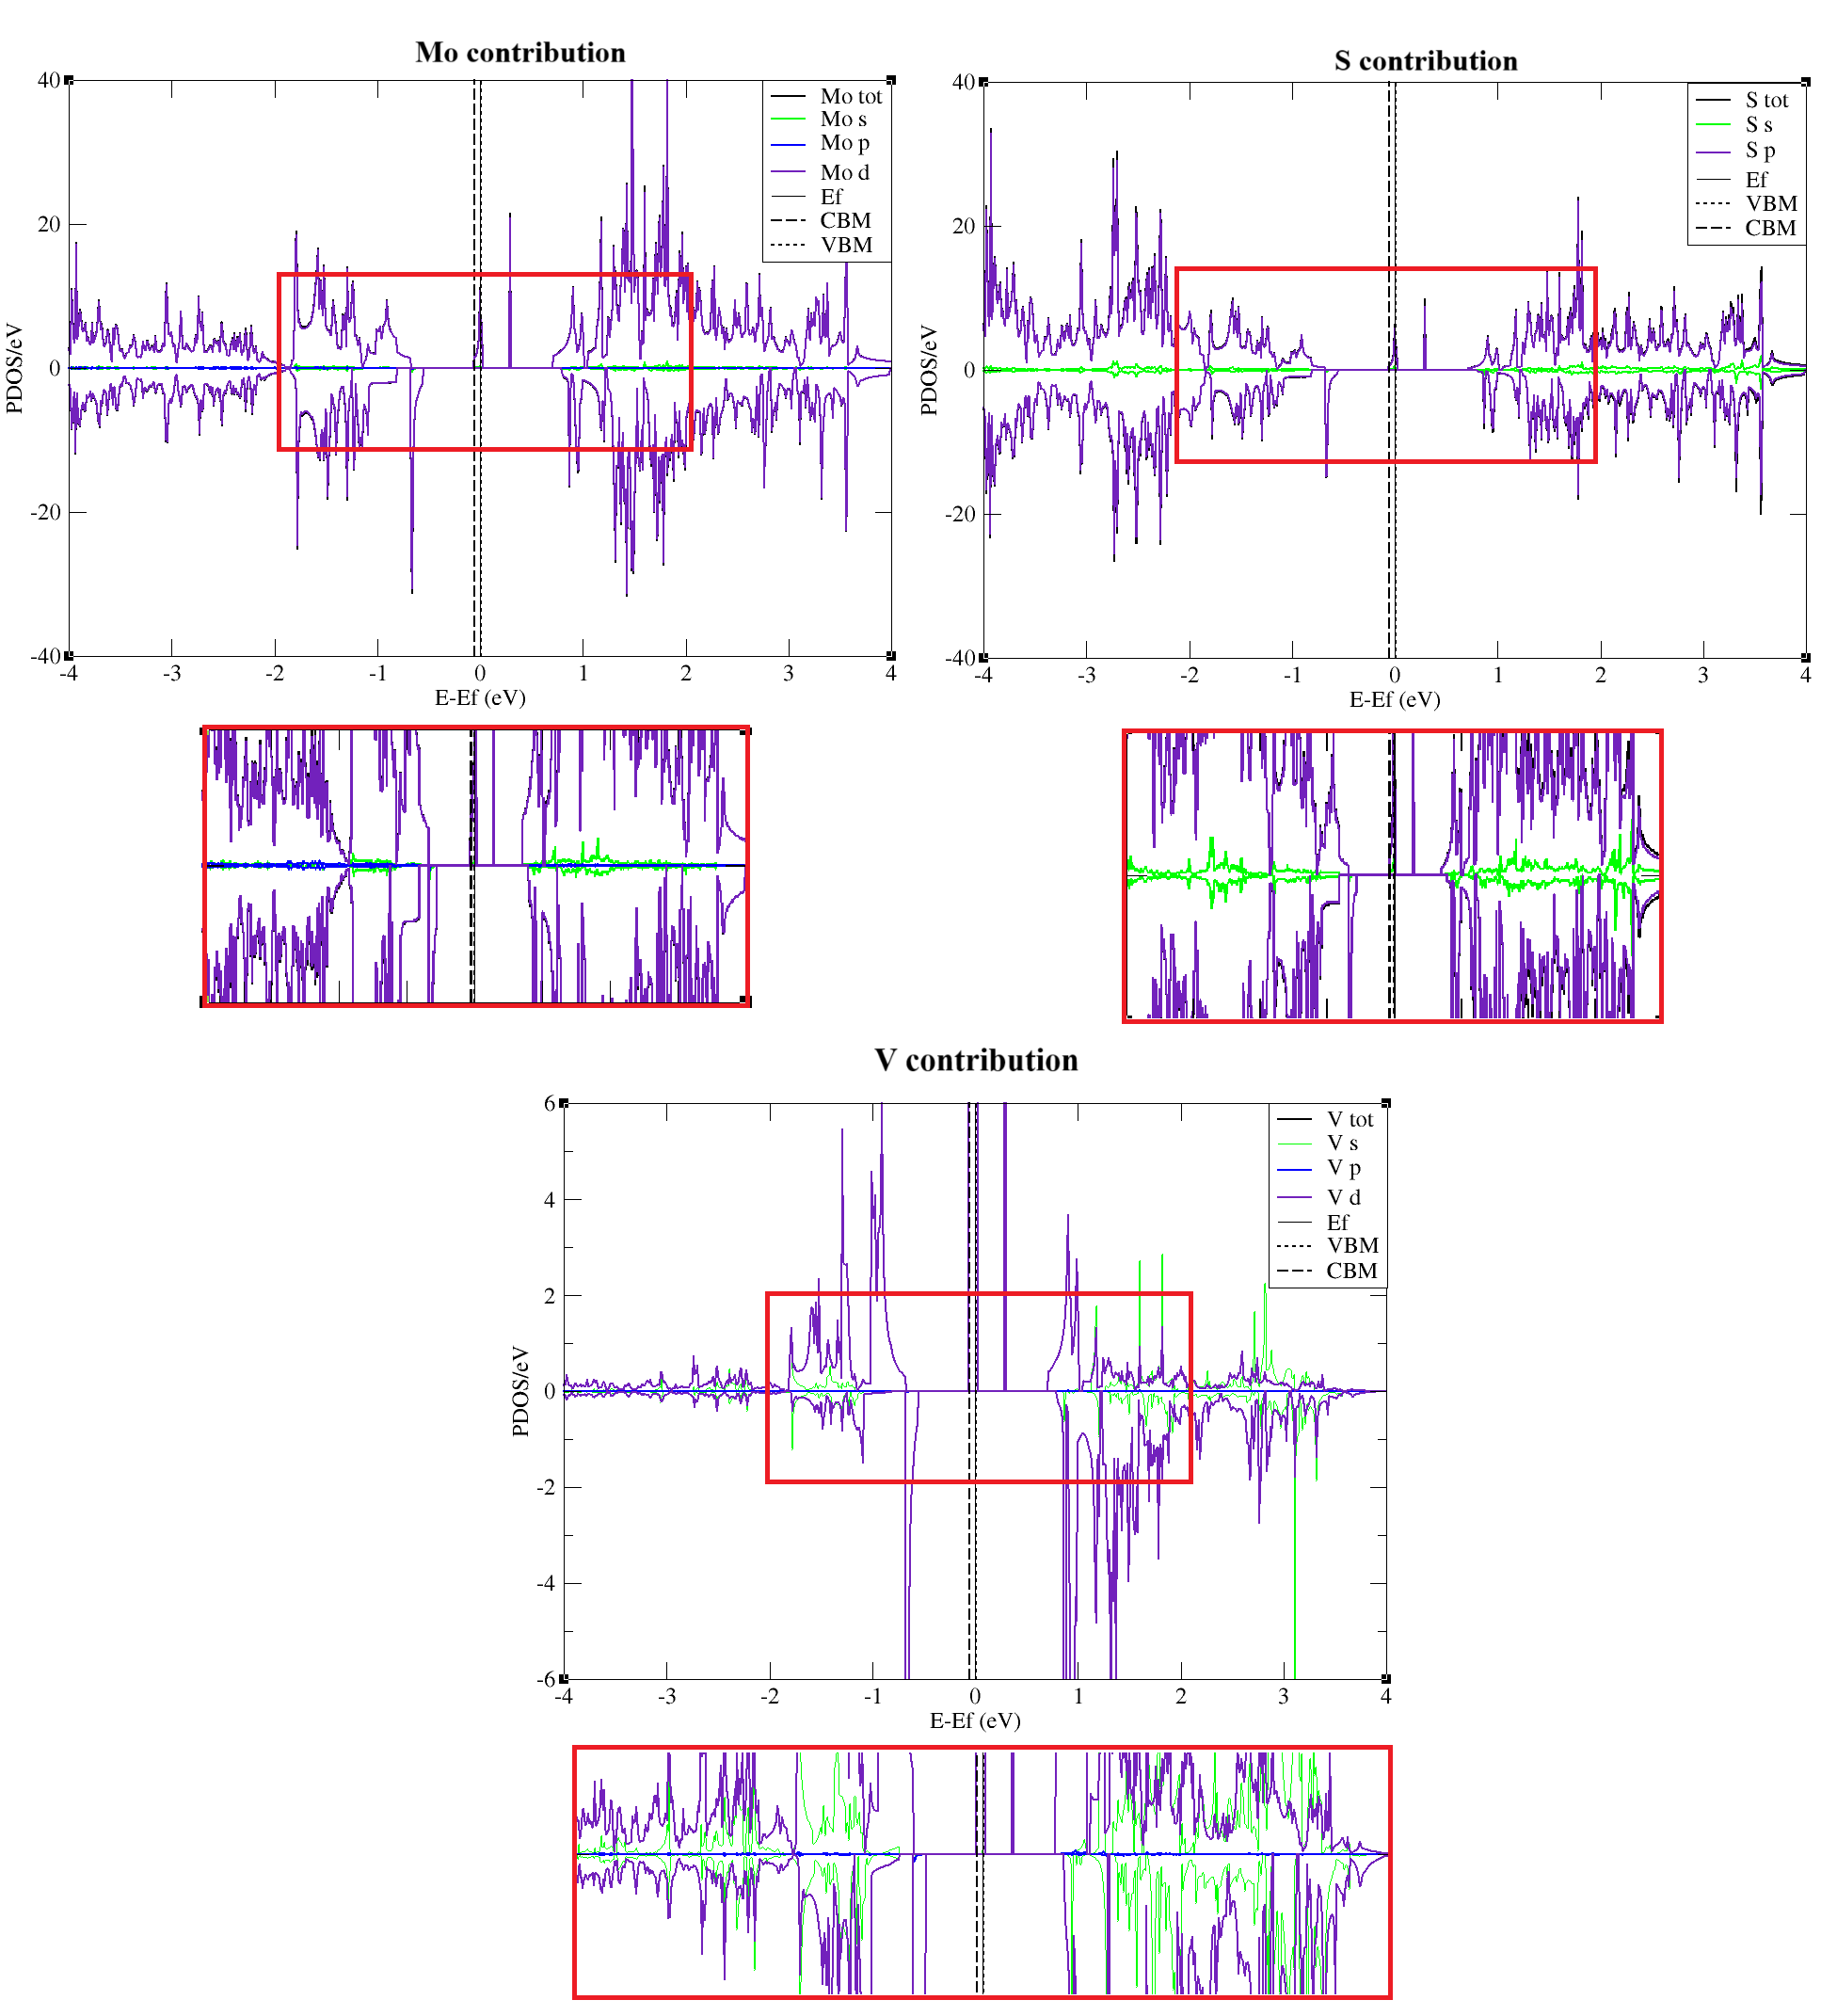 Mo contribution
40
20
0
-20
-40
PDOS/eV
-4 -3 -2 -1 0 1 2 3 4
E-Ef (eV)
Mo tot
Mo s
Mo p
Mo d
Ef
CBM
VBM
S contribution
40
20
0
-20
-40
PDOS/eV
-4 -3 -2 -1 0 1 2 3 4
E-Ef (eV)
S tot
S s
S p
Ef
VBM
CBM
V contribution
6
4
2
0
-2
-4
-6
PDOS/eV
-4 -3 -2 -1 0 1 2 3 4
E-Ef (eV)
V tot
V s
V p
V d
Ef
VBM
CBM